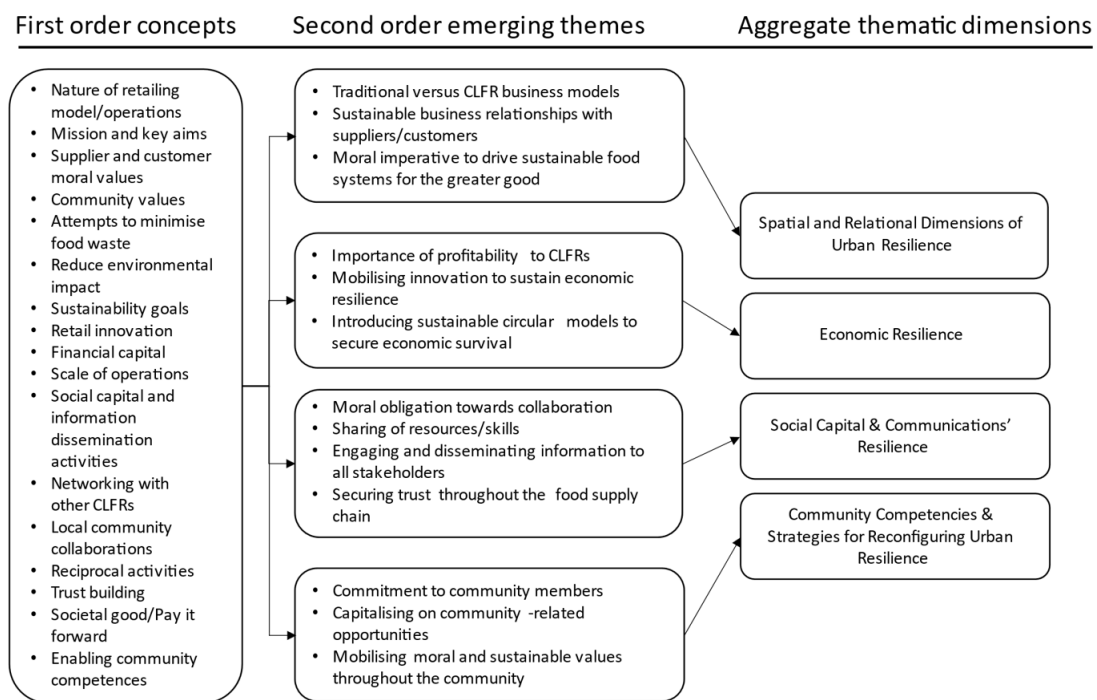 First order concepts
Second order emerging themes
Aggregate thematic dimensions
• Nature of retailing
model/operations
• Mission and key aims
• Supplier and customer
moral values
• Community values
• Attempts to minimise
food waste
• Reduce environmental
impact
• Sustainability goals
• Retail innovation
• Financial capital
• Scale of operations
• Social capital and
information
dissemination
activities
• Networking with
other CLFRs
• Local community
collaborations
• Reciprocal activities
• Trust building
• Societal good/Pay it
forward
• Enabling community
competences
• Traditional versus CLFR business models
• Sustainable business relationships with
suppliers/customers
• Moral imperative to drive sustainable food
systems for the greater good
• Importance of profitability to CLFRs
• Mobilising innovation to sustain economic
resilience
• Introducing sustainable circular models to
secure economic survival
• Moral obligation towards collaboration
• Sharing of resources/skills
• Engaging and disseminating information to
all stakeholders
• Securing trust throughout the food supply
chain
• Commitment to community members
• Capitalising on community -related
opportunities
• Mobilising moral and sustainable values
throughout the community
Spatial and Relational Dimensions of
Urban Resilience
Economic Resilience
Social Capital & Communications'
Resilience
Community Competencies &
Strategies for Reconfiguring Urban
Resilience